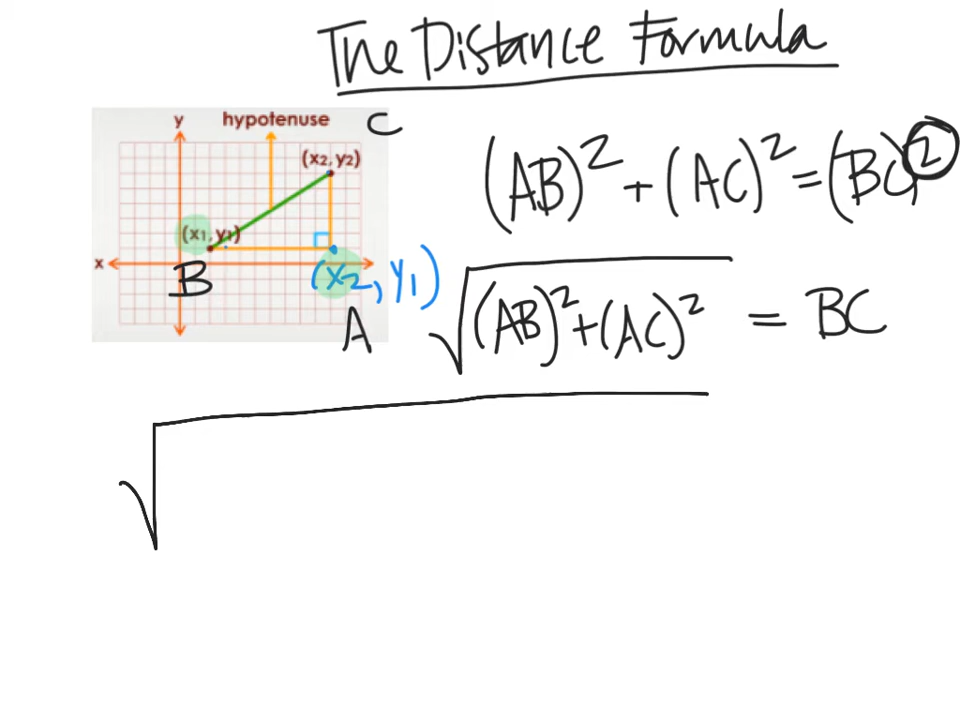 The Distance Formula
y hypotenuse C
(x2, y2)
(AB)² + (AC)² = (BC)²
(x1, y1)
x
B (x2, y1)
A
√(AB)²+(AC)² = BC
√